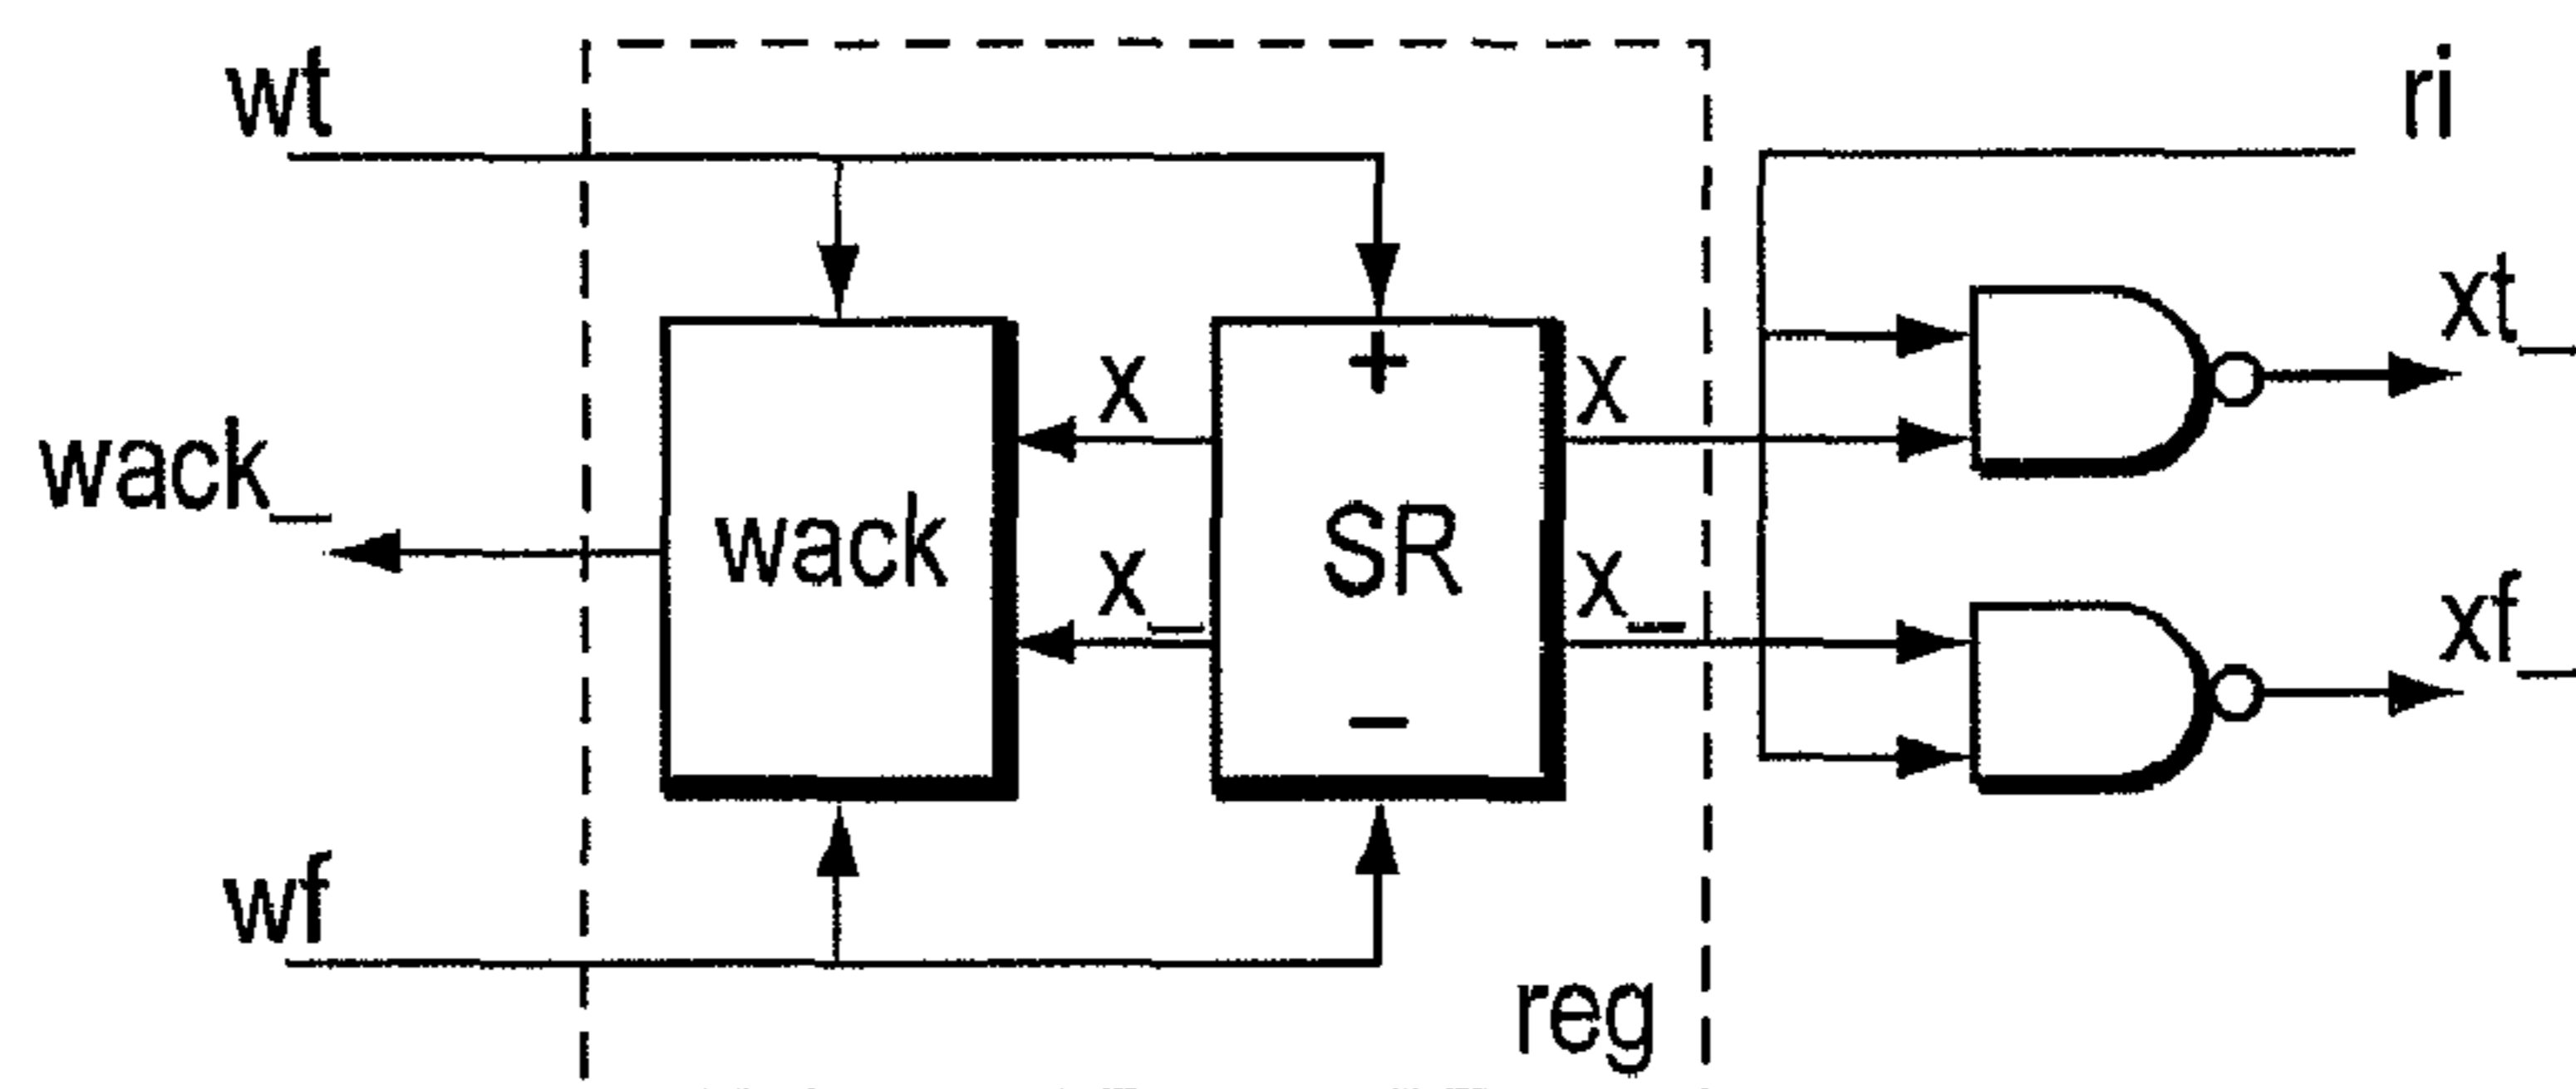 wt
ri
+
xt_
x
x
wack_
wack
SR
x_
x_
xf_
−
wf
reg